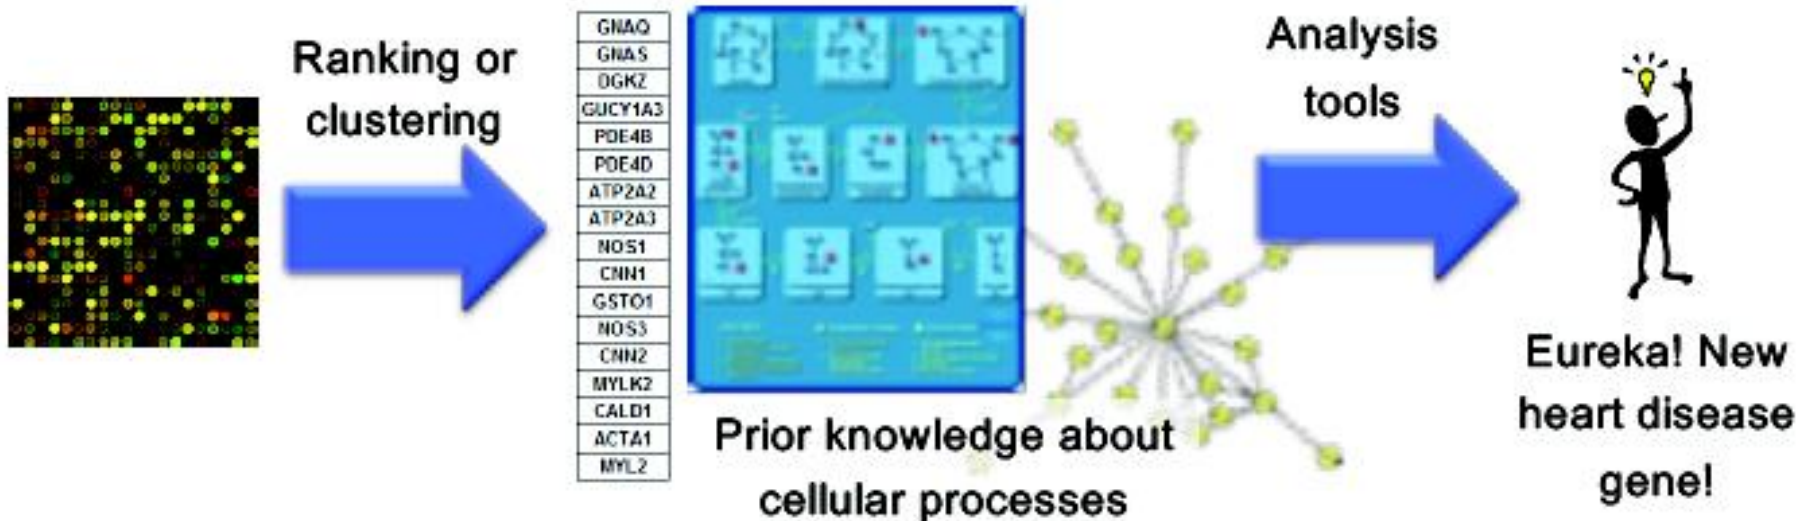 Ranking or
clustering
GNAQ
GNAS
DGKZ
GUCY1A3
PDE4B
PDE4D
ATP2A2
ATP2A3
NOS1
CNN1
GSTO1
NOS3
CNN2
MYLK2
CALD1
ACTA1
MYL2
Prior knowledge about
cellular processes
Analysis
tools
Eureka! New
heart disease
gene!